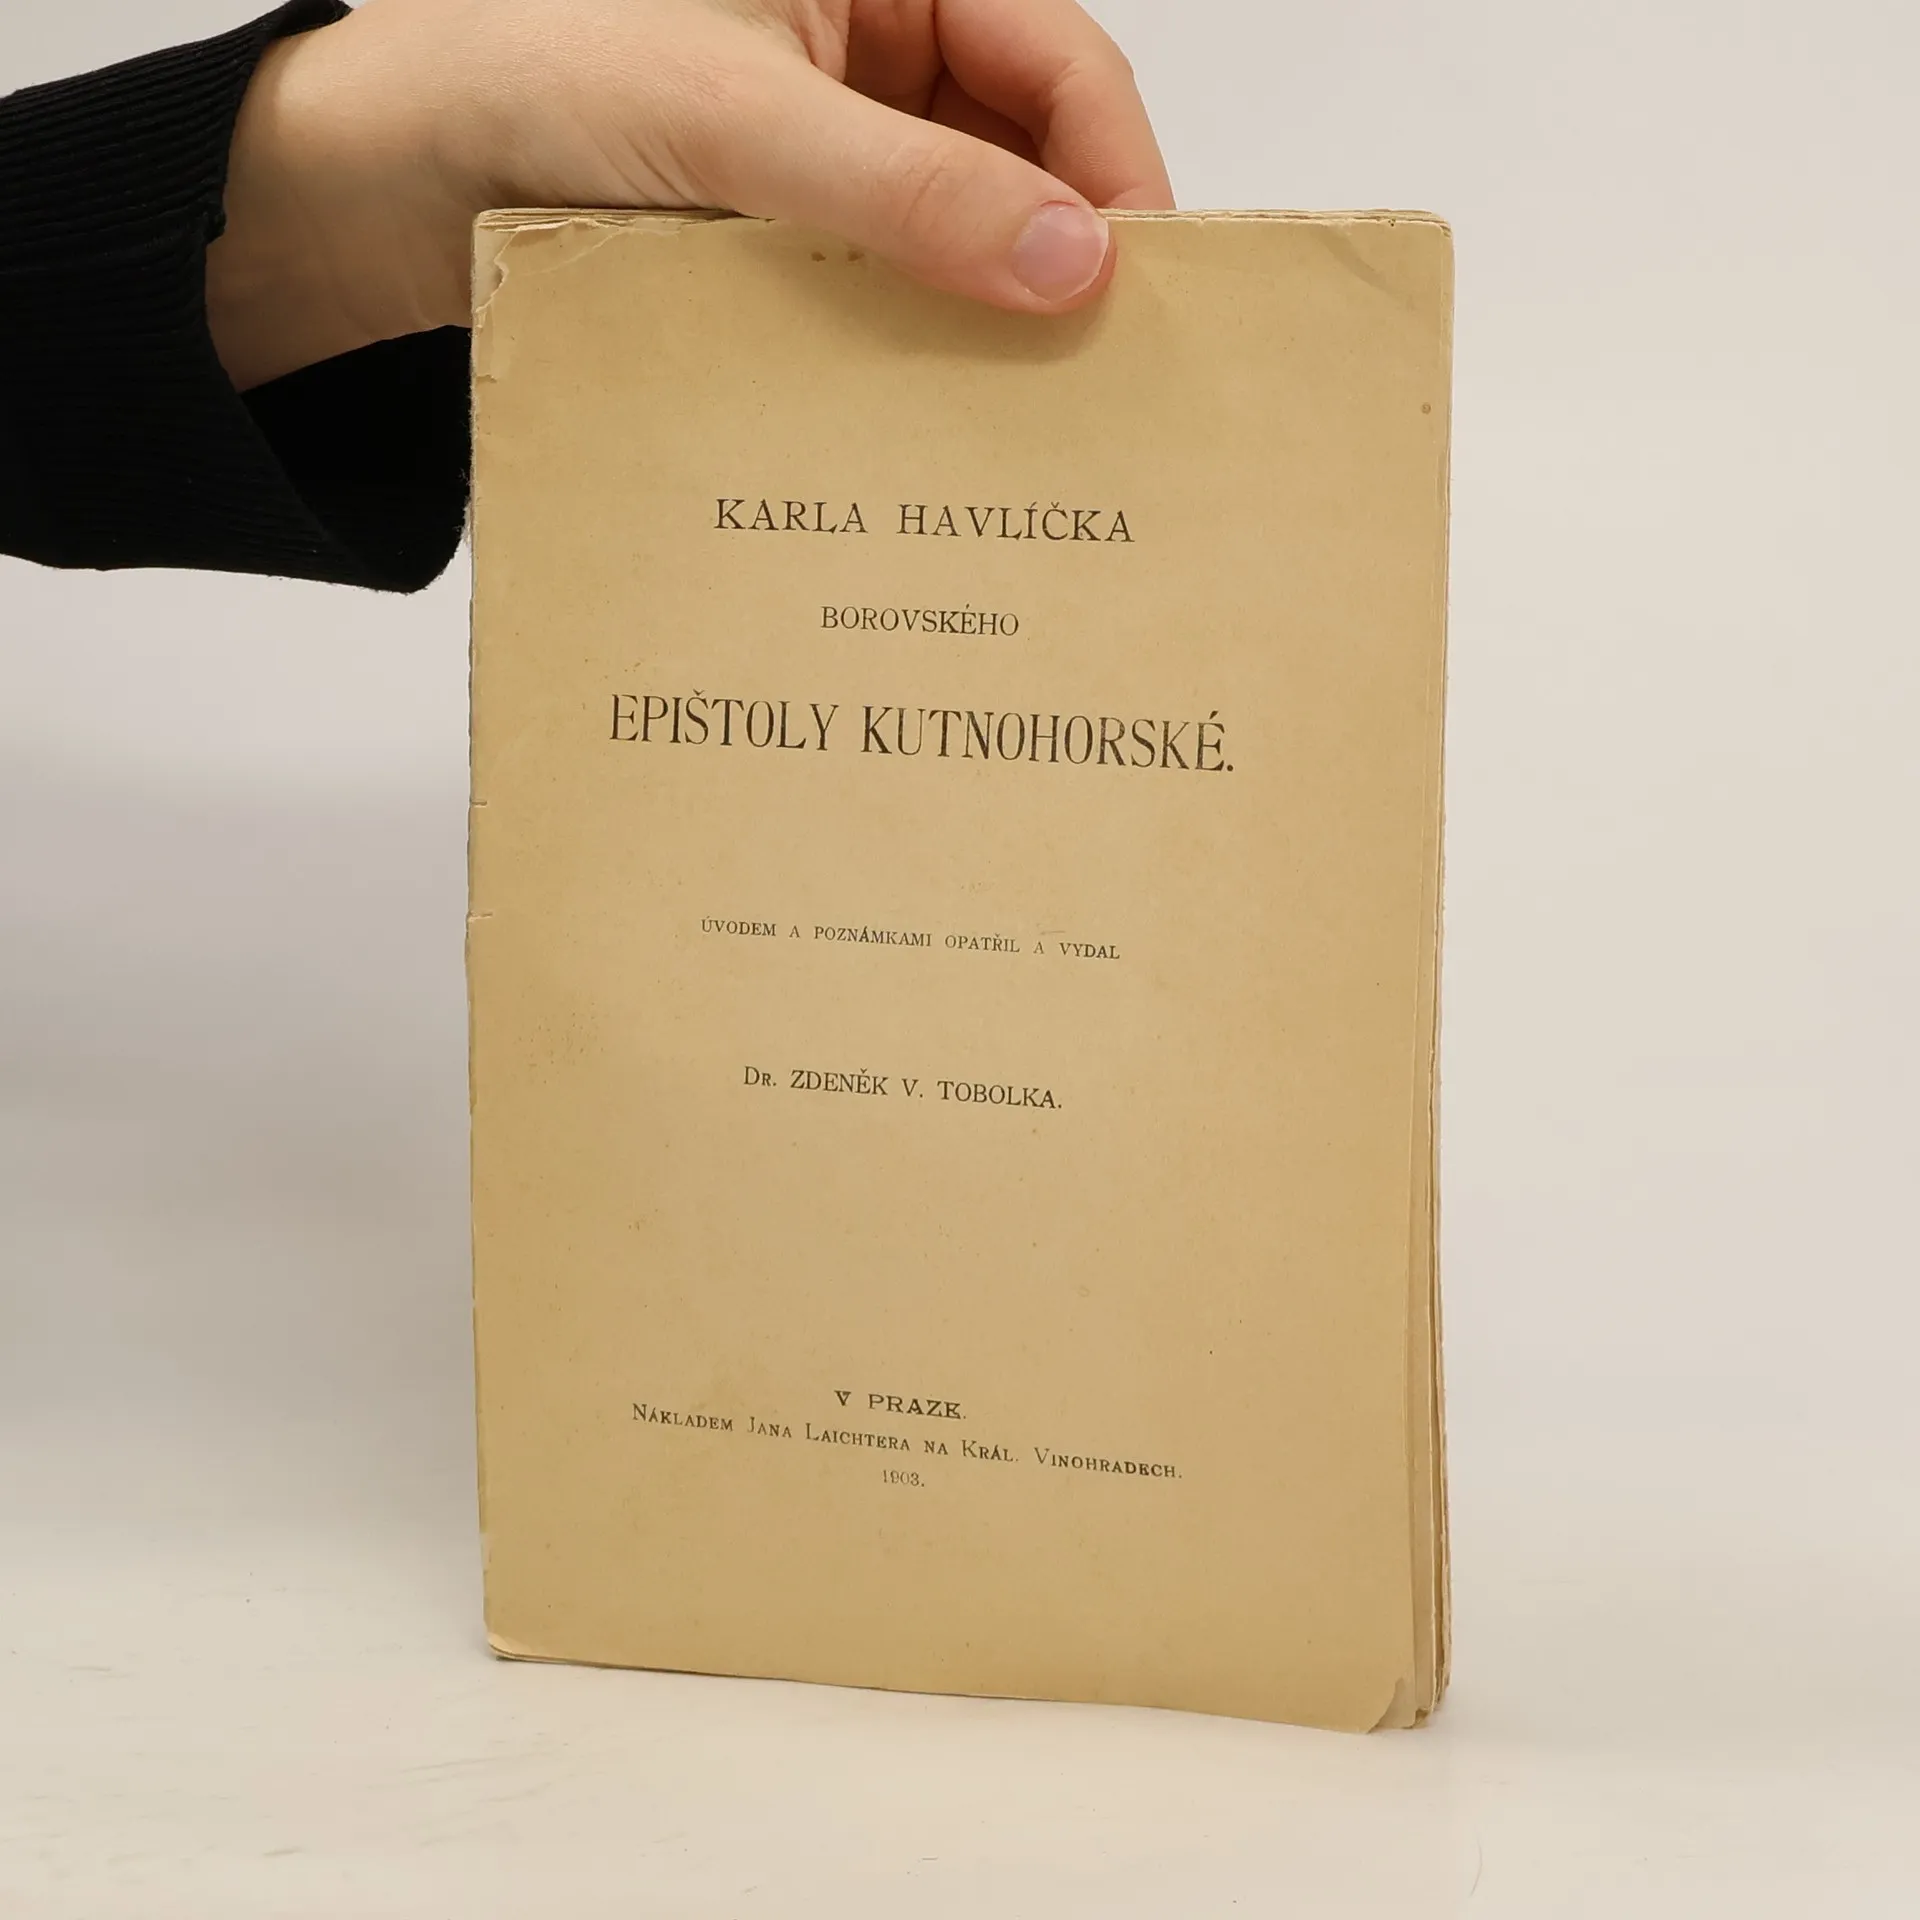 KARLA HAVLÍČKA
BOROVSKÉHO
EPIŠTOLY KUTNOHORSKÉ.
ÚVODEM A POZNÁMKAMI OPATŘIL A VYDAL
DR. ZDENĚK V. TOBOLKA.
V PRAZE.
NÁKLADEM JANA LAICHTERA NA KRÁL. VINOHRADECH.
1903.